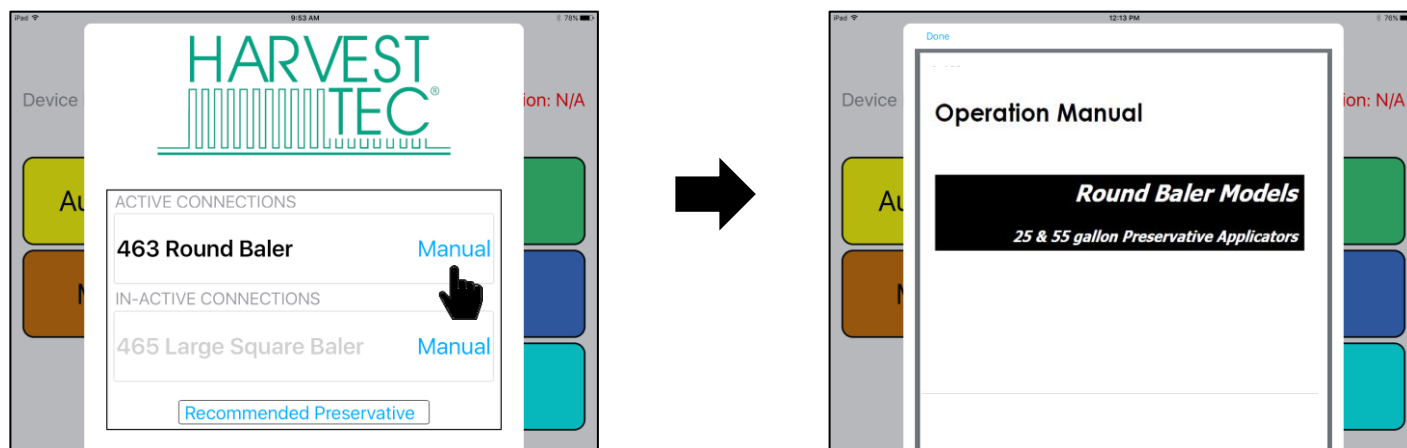 iPad 9:53 AM 78%
HARVEST
TEC®
Device ion: N/A
Au
ACTIVE CONNECTIONS
463 Round Baler Manual
IN-ACTIVE CONNECTIONS
465 Large Square Baler Manual
Recommended Preservative
iPad 12:13 PM 76%
Done
Device ion: N/A
Operation Manual
Au
Round Baler Models
25 & 55 gallon Preservative Applicators